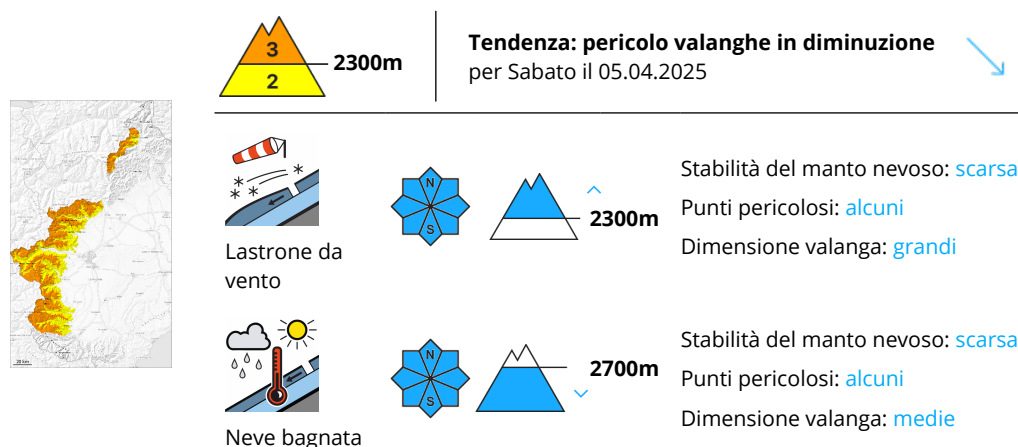 3
2
2300m
Tendenza: pericolo valanghe in diminuzione
per Sabato il 05.04.2025
20 km
N
S
2300m
Stabilità del manto nevoso: scarsa
Punti pericolosi: alcuni
Dimensione valanga: grandi
Lastrone da
vento
N
S
2700m
Stabilità del manto nevoso: scarsa
Punti pericolosi: alcuni
Dimensione valanga: medie
Neve bagnata